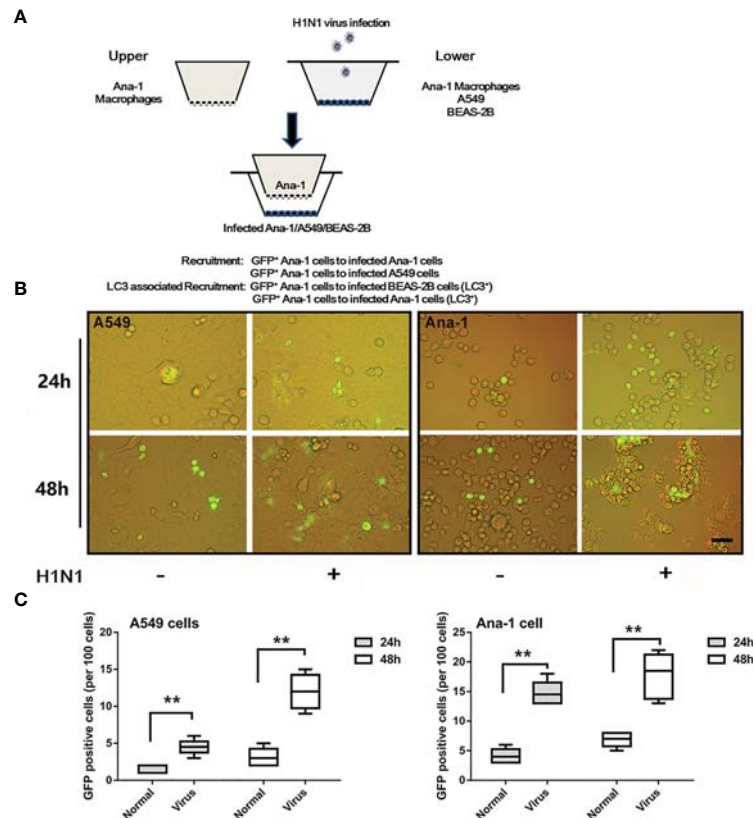 A
H1N1 virus infection
Upper
Lower
Ana-1
Macrophages
Ana-1 Macrophages
A549
BEAS-2B
Ana-1
Infected Ana-1/A549/BEAS-2B
Recruitment: GFP⁺ Ana-1 cells to infected Ana-1 cells
GFP⁺ Ana-1 cells to infected A549 cells
LC3 associated Recruitment: GFP⁺ Ana-1 cells to infected BEAS-2B cells (LC3⁺)
GFP⁺ Ana-1 cells to infected Ana-1 cells (LC3⁺)
B
A549
Ana-1
24h
48h
H1N1 - + - +
C
A549 cells
GFP positive cells (per 100 cells)
20
15
10
5
0
**
**
24h
48h
Normal
Virus
Normal
Virus
Ana-1 cell
GFP positive cells (per 100 cells)
25
20
15
10
5
0
**
**
24h
48h
Normal
Virus
Normal
Virus